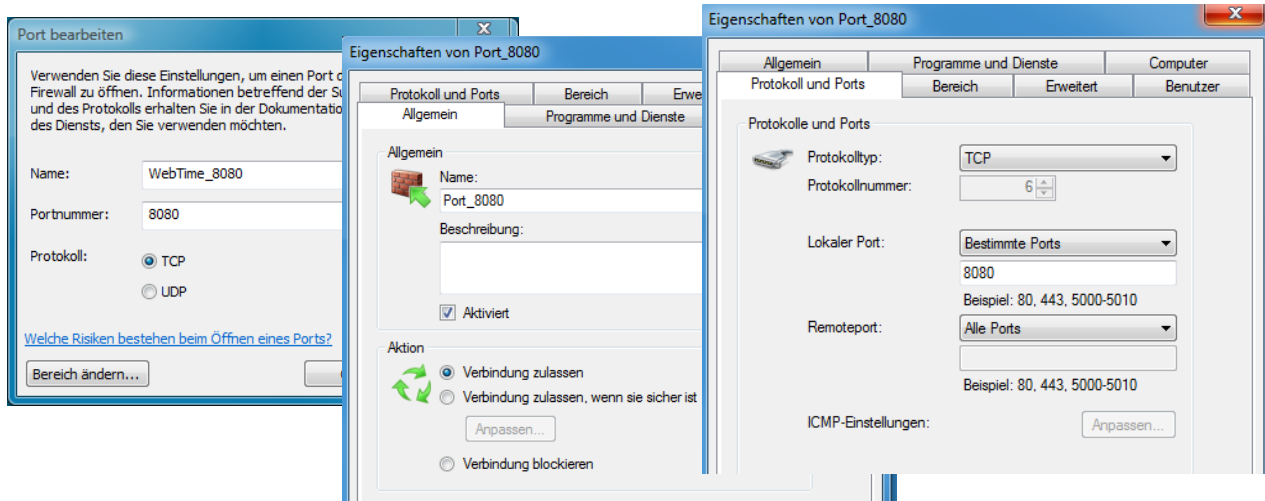 Port bearbeiten
Verwenden Sie diese Einstellungen, um einen Port
Firewall zu öffnen. Informationen betreffend der
und des Protokolls erhalten Sie in der
des Diensts, den Sie verwenden möchten.
Name:
WebTime_8080
Portnummer:
8080
Protokoll:
TCP
UDP
Welche Risiken bestehen beim Öffnen eines Ports?
Bereich ändern...
Eigenschaften von Port_8080
Protokoll und Ports
Bereich
Allgemein
Programme und Dienste
Allgemein
Name:
Port_8080
Beschreibung:
Aktiviert
Aktion
Verbindung zulassen
Verbindung zulassen, wenn sie sicher ist
Anpassen...
Verbindung blockieren
Eigenschaften von Port_8080
Allgemein
Programme und Dienste
Computer
Protokoll und Ports
Bereich
Erweitert
Benutzer
Protokolle und Ports
Protokolltyp:
TCP
Protokollnummer:
6
Lokaler Port:
Bestimmte Ports
8080
Beispiel: 80, 443, 5000-5010
Remoteport:
Alle Ports
Beispiel: 80, 443, 5000-5010
ICMP-Einstellungen:
Anpassen...